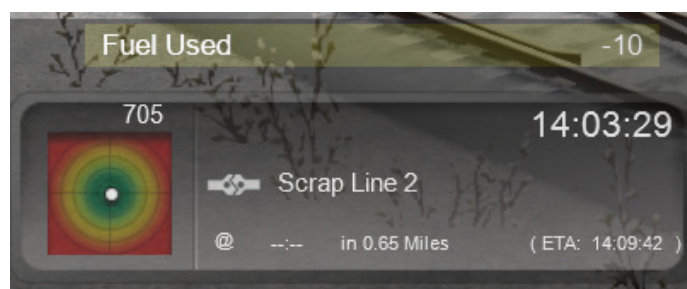 Fuel Used -10
705 14:03:29
Scrap Line 2
@ --:-- in 0.65 Miles ( ETA: 14:09:42 )